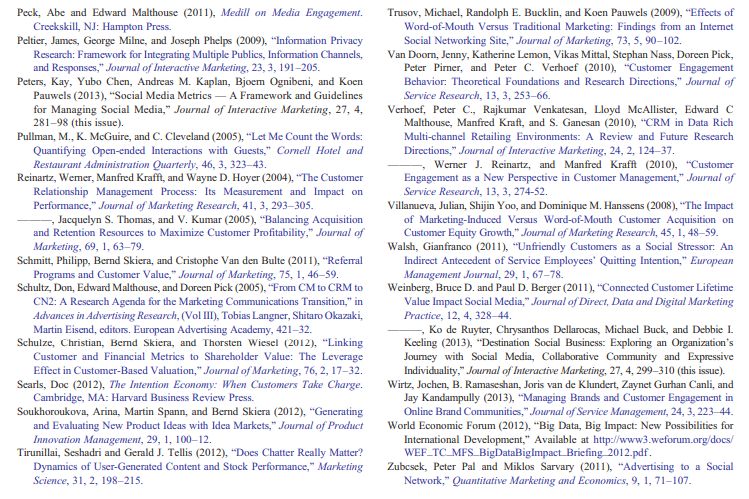 Peck, Abe and Edward Malthouse (2011), Medill on Media Engagement.
Creekskill, NJ: Hampton Press.
Peltier, James, George Milne, and Joseph Phelps (2009), “Information Privacy
Research: Framework for Integrating Multiple Publics, Information Channels,
and Responses,” Journal of Interactive Marketing, 23, 3, 191–205.
Peters, Kay, Yubo Chen, Andreas M. Kaplan, Bjoern Ognibeni, and Koen
Pauwels (2013), “Social Media Metrics — A Framework and Guidelines
for Managing Social Media,” Journal of Interactive Marketing, 27, 4,
281–98 (this issue).
Pullman, M., K. McGuire, and C. Cleveland (2005), “Let Me Count the Words:
Quantifying Open-ended Interactions with Guests,” Cornell Hotel and
Restaurant Administration Quarterly, 46, 3, 323–43.
Reinartz, Werner, Manfred Krafft, and Wayne D. Hoyer (2004), “The Customer
Relationship Management Process: Its Measurement and Impact on
Performance,” Journal of Marketing Research, 41, 3, 293–305.
———, Jacquelyn S. Thomas, and V. Kumar (2005), “Balancing Acquisition
and Retention Resources to Maximize Customer Profitability,” Journal of
Marketing, 69, 1, 63–79.
Schmitt, Philipp, Bernd Skiera, and Cristophe Van den Bulte (2011), “Referral
Programs and Customer Value,” Journal of Marketing, 75, 1, 46–59.
Schultz, Don, Edward Malthouse, and Doreen Pick (2005), “From CM to CRM to
CN2: A Research Agenda for the Marketing Communications Transition,” in
Advances in Advertising Research, (Vol III), Tobias Langner, Shitaro Okazaki,
Martin Eisend, editors. European Advertising Academy, 421–32.
Schulze, Christian, Bernd Skiera, and Thorsten Wiesel (2012), “Linking
Customer and Financial Metrics to Shareholder Value: The Leverage
Effect in Customer-Based Valuation,” Journal of Marketing, 76, 2, 17–32.
Searls, Doc (2012), The Intention Economy: When Customers Take Charge.
Cambridge, MA: Harvard Business Review Press.
Soukhoroukova, Arina, Martin Spann, and Bernd Skiera (2012), “Generating
and Evaluating New Product Ideas with Idea Markets,” Journal of Product
Innovation Management, 29, 1, 100–12.
Tirunillai, Seshadri and Gerald J. Tellis (2012), “Does Chatter Really Matter?
Dynamics of User-Generated Content and Stock Performance,” Marketing
Science, 31, 2, 198–215.
Trusov, Michael, Randolph E. Bucklin, and Koen Pauwels (2009), “Effects of
Word-of-Mouth Versus Traditional Marketing: Findings from an Internet
Social Networking Site,” Journal of Marketing, 73, 5, 90–102.
Van Doorn, Jenny, Katherine Lemon, Vikas Mittal, Stephan Nass, Doreen Pick,
Peter Pirner, and Peter C. Verhoef (2010), “Customer Engagement
Behavior: Theoretical Foundations and Research Directions,” Journal of
Service Research, 13, 3, 253–66.
Verhoef, Peter C., Rajkumar Venkatesan, Lloyd McAllister, Edward C
Malthouse, Manfred Kraft, and S. Ganesan (2010), “CRM in Data Rich
Multi-channel Retailing Environments: A Review and Future Research
Directions,” Journal of Interactive Marketing, 24, 2, 124–37.
———, Werner J. Reinartz, and Manfred Krafft (2010), “Customer
Engagement as a New Perspective in Customer Management,” Journal of
Service Research, 13, 3, 274-52.
Villanueva, Julian, Shijin Yoo, and Dominique M. Hanssens (2008), “The Impact
of Marketing-Induced Versus Word-of-Mouth Customer Acquisition on
Customer Equity Growth,” Journal of Marketing Research, 45, 1, 48–59.
Walsh, Gianfranco (2011), “Unfriendly Customers as a Social Stressor: An
Indirect Antecedent of Service Employees’ Quitting Intention,” European
Management Journal, 29, 1, 67–78.
Weinberg, Bruce D. and Paul D. Berger (2011), “Connected Customer Lifetime
Value Impact Social Media,” Journal of Direct, Data and Digital Marketing
Practice, 12, 4, 328–44.
———, Ko de Ruyter, Chrysanthos Dellarocas, Michael Buck, and Debbie I.
Keeling (2013), “Destination Social Business: Exploring an Organization’s
Journey with Social Media, Collaborative Community and Expressive
Individuality,” Journal of Interactive Marketing, 27, 4, 299–310 (this issue).
Wirtz, Jochen, B. Ramaseshan, Joris van de Klundert, Zaynet Gurhan Canli, and
Jay Kandampully (2013), “Managing Brands and Customer Engagement in
Online Brand Communities,” Journal of Service Management, 24, 3, 223–44.
World Economic Forum (2012), “Big Data, Big Impact: New Possibilities for
International Development,” Available at http://www3.weforum.org/docs/
WEF_TC_MFS_BigDataBigImpact_Briefing_2012.pdf.
Zubcsek, Peter Pal and Miklos Sarvary (2011), “Advertising to a Social
Network,” Quantitative Marketing and Economics, 9, 1, 71–107.